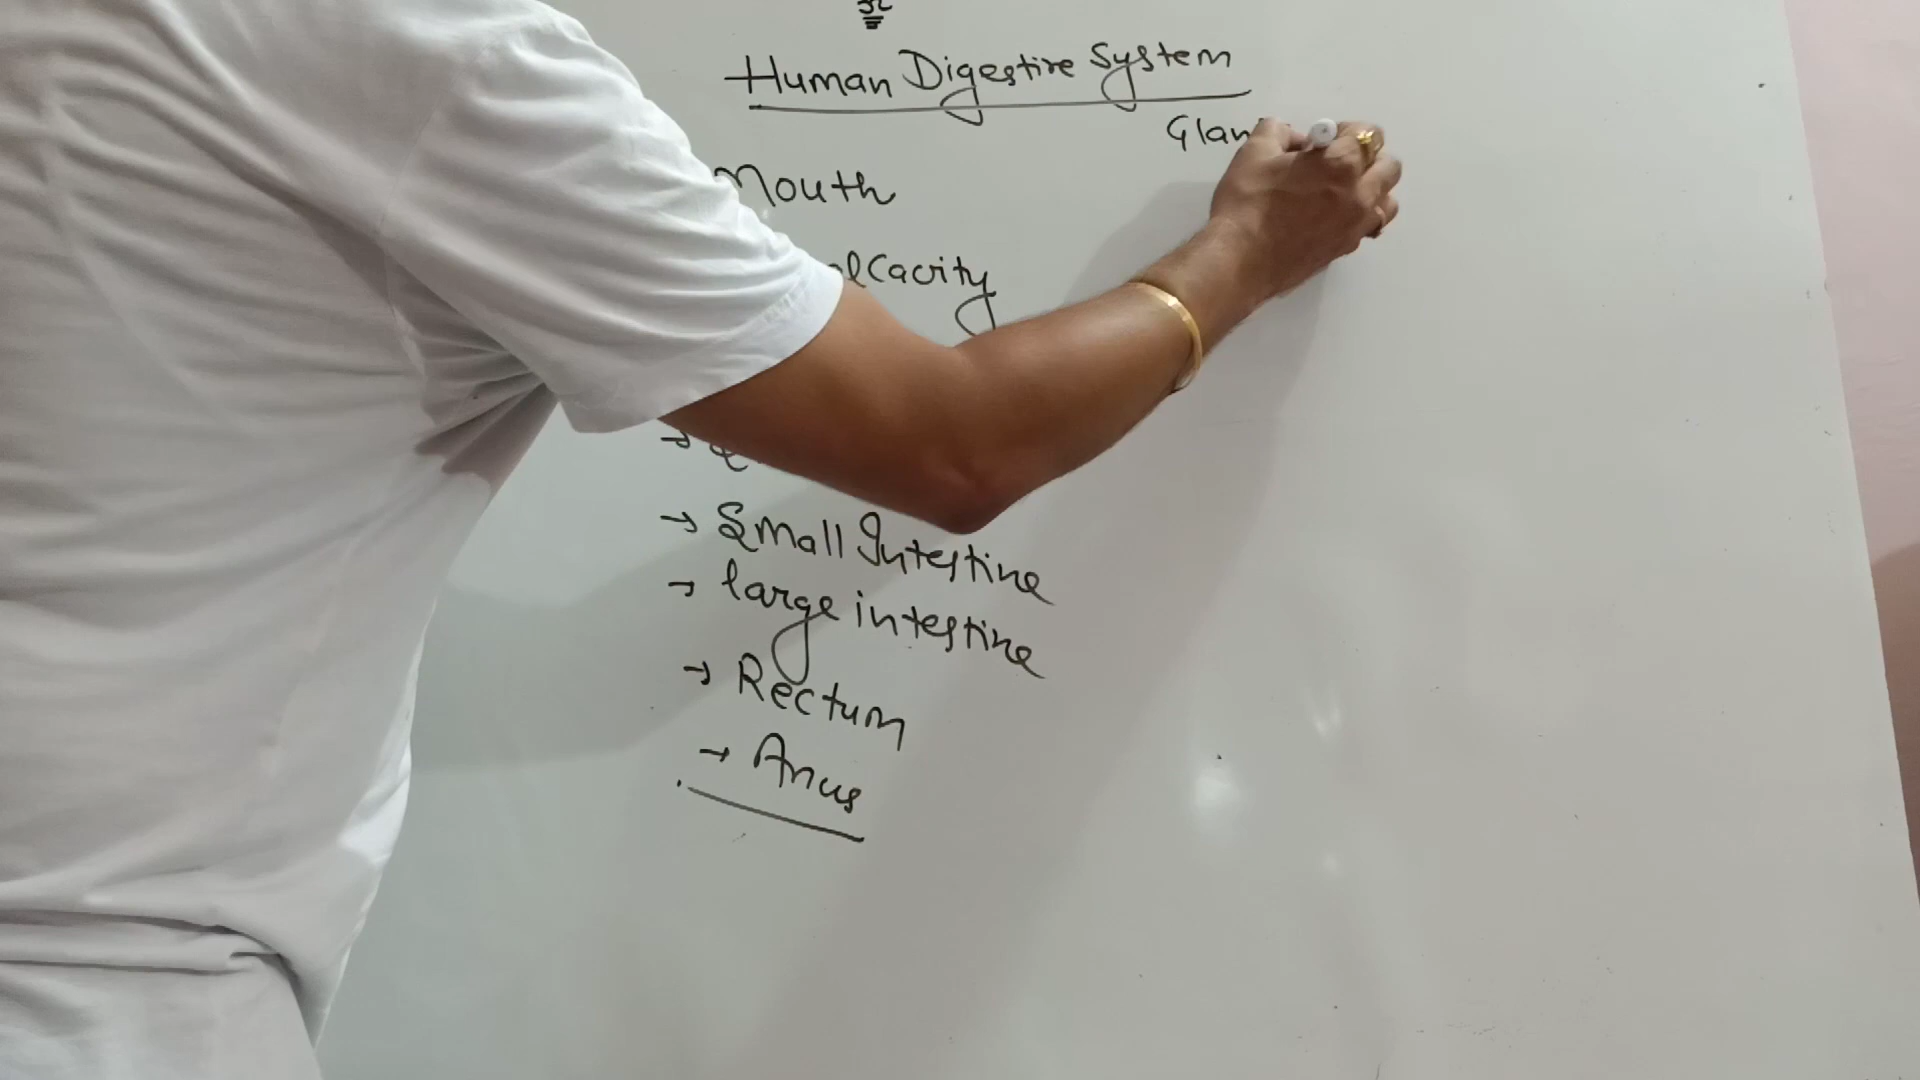 Human Digestive System
Glan
Mouth
Cavity
→
→ Small Intestine
→ large intestine
→ Rectum
→ Anus